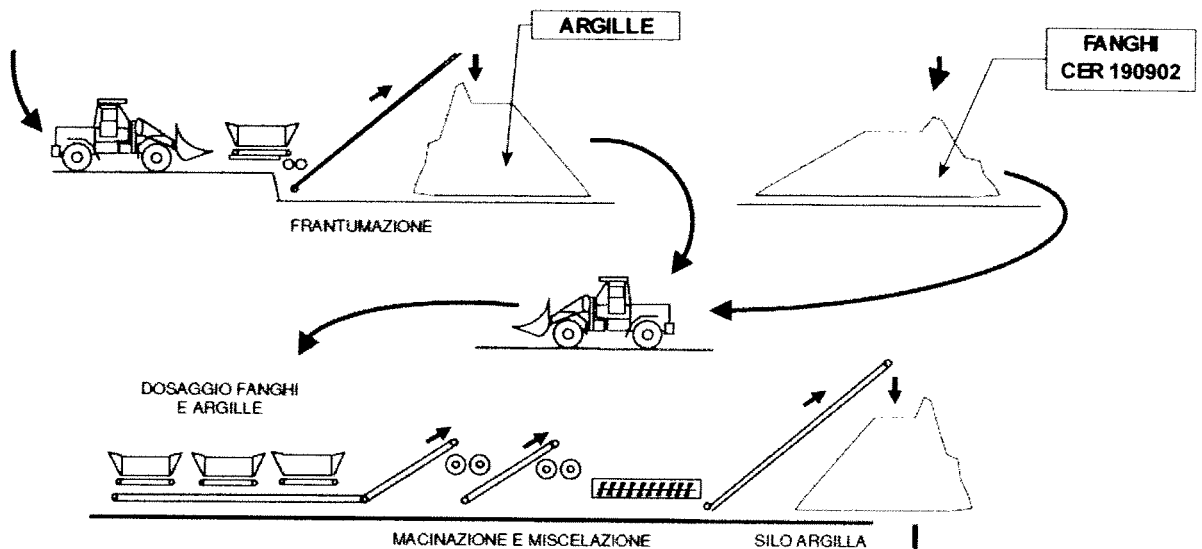 ARGILLE
FANGHI
CER 190902
FRANTUMAZIONE
DOSAGGIO FANGHI
E ARGILLE
MACINAZIONE E MISCELAZIONE
SILO ARGILLA